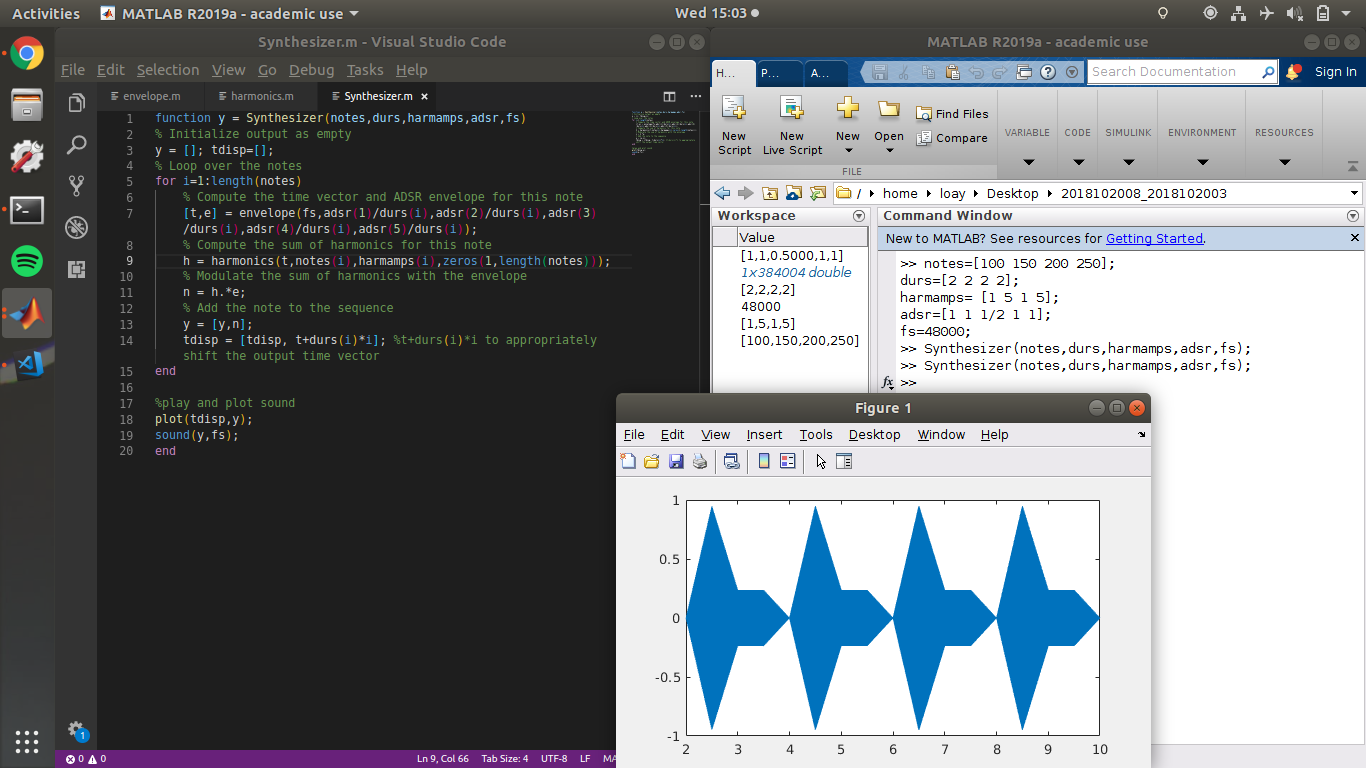 Activities
MATLAB R2019a - academic use
Wed 15:03
Synthesizer.m - Visual Studio Code
File Edit Selection View Go Debug Tasks Help
envelope.m harmonics.m Synthesizer.m
1 function y = Synthesizer(notes,durs,harmamps,adsr,fs)
2 % Initialize output as empty
3 y = []; tdisp=[];
4 % Loop over the notes
5 for i=1:length(notes)
6 % Compute the time vector and ADSR envelope for this note
7 [t,e] = envelope(fs,adsr(1)/durs(i),adsr(2)/durs(i),adsr(3)
/durs(i),adsr(4)/durs(i),adsr(5)/durs(i));
8 % Compute the sum of harmonics for this note
9 h = harmonics(t,notes(i),harmamps(i),zeros(1,length(notes)));
10 % Modulate the sum of harmonics with the envelope
11 n = h.*e;
12 % Add the note to the sequence
13 y = [y,n];
14 tdisp = [tdisp, t+durs(i)*i]; %t+durs(i)*i to appropriately
shift the output time vector
15 end
16
17 %play and plot sound
18 plot(tdisp,y);
19 sound(y,fs);
20 end
1
0 0
Ln 9, Col 66 Tab Size: 4 UTF-8 LF MA
MATLAB R2019a - academic use
H... P... A...
Search Documentation
Sign In
New Script
New Live Script
New
Open
Find Files
Compare
FILE
VARIABLE
CODE
SIMULINK
ENVIRONMENT
RESOURCES
/ home loay Desktop 2018102008_2018102003
Workspace
Value
[1,1,0.5000,1,1]
1x384004 double
[2,2,2,2]
48000
[1,5,1,5]
[100,150,200,250]
Command Window
New to MATLAB? See resources for Getting Started.
>> notes=[100 150 200 250];
durs=[2 2 2 2];
harmamps= [1 5 1 5];
adsr=[1 1 1/2 1 1];
fs=48000;
>> Synthesizer(notes,durs,harmamps,adsr,fs);
>> Synthesizer(notes,durs,harmamps,adsr,fs);
fx >>
Figure 1
File Edit View Insert Tools Desktop Window Help
1
0.5
0
-0.5
-1
2 3 4 5 6 7 8 9 10